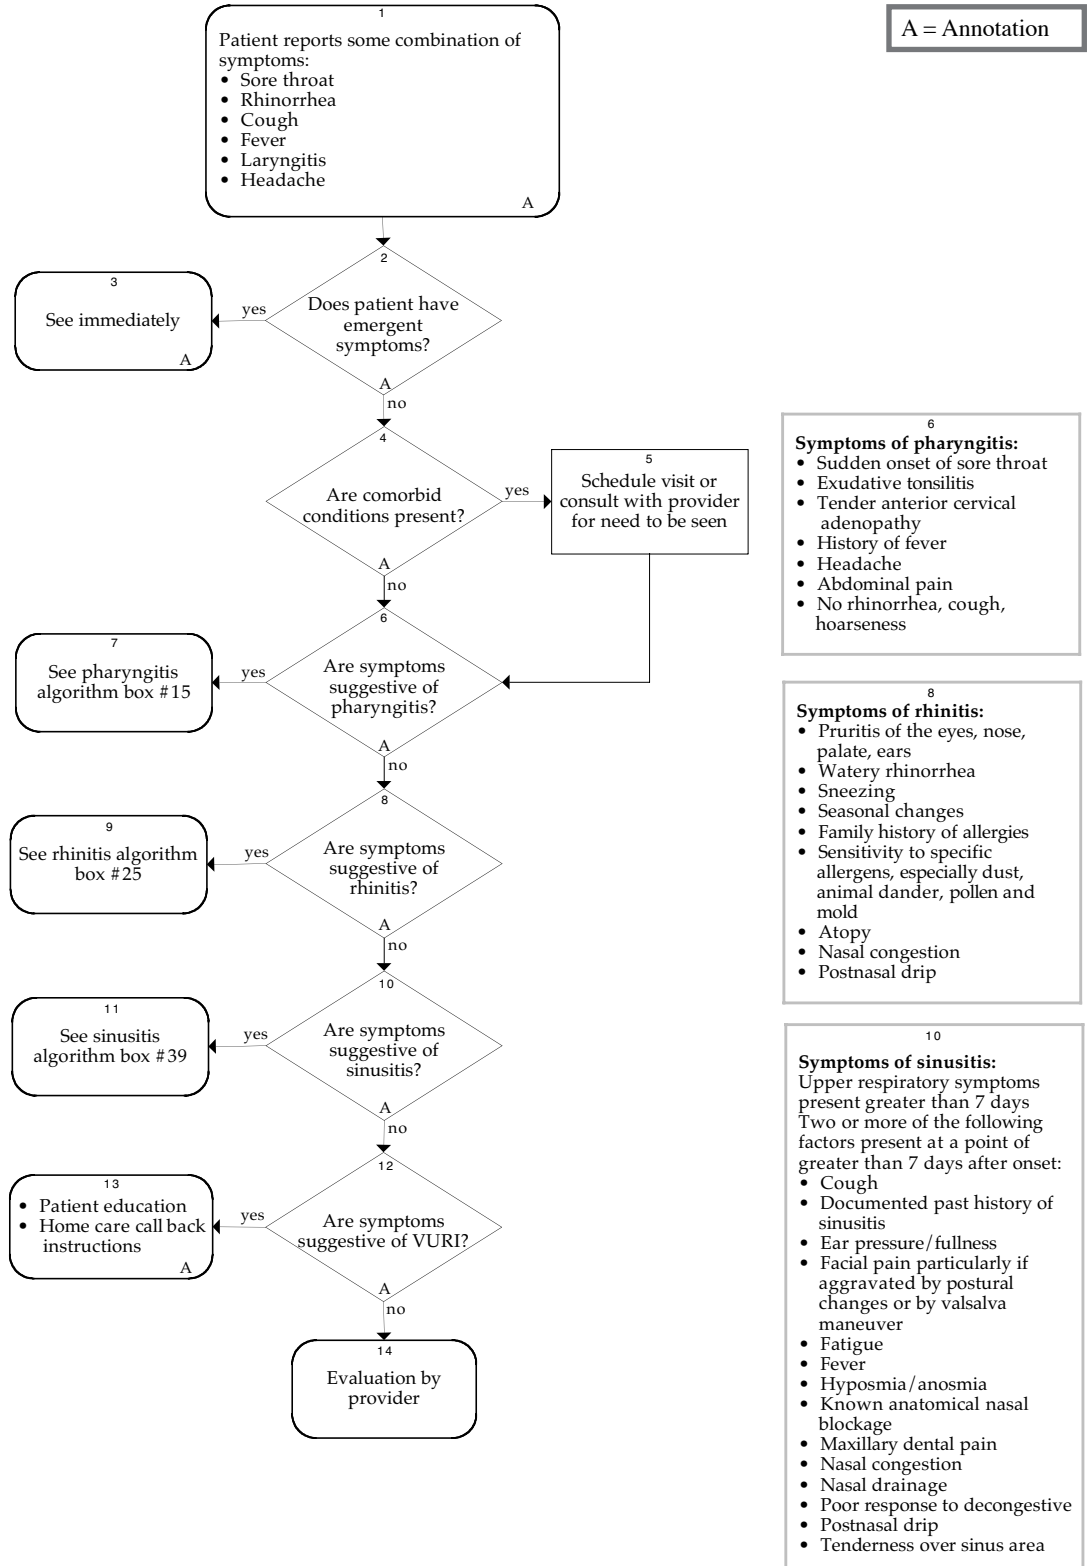 1
Patient reports some combination of
symptoms:
• Sore throat
• Rhinorrhea
• Cough
• Fever
• Laryngitis
• Headache
A
A = Annotation
2
Does patient have
emergent
symptoms?
A
yes
no
3
See immediately
A
4
Are comorbid
conditions present?
A
yes
no
5
Schedule visit or
consult with provider
for need to be seen
6
Are symptoms
suggestive of
pharyngitis?
A
yes
no
7
See pharyngitis
algorithm box #15
8
Are symptoms
suggestive of
rhinitis?
A
yes
no
9
See rhinitis algorithm
box #25
10
Are symptoms
suggestive of
sinusitis?
A
yes
no
11
See sinusitis
algorithm box #39
12
Are symptoms
suggestive of VURI?
A
yes
no
13
• Patient education
• Home care call back
instructions
A
14
Evaluation by
provider
6
Symptoms of pharyngitis:
• Sudden onset of sore throat
• Exudative tonsilitis
• Tender anterior cervical
adenopathy
• History of fever
• Headache
• Abdominal pain
• No rhinorrhea, cough,
hoarseness
8
Symptoms of rhinitis:
• Pruritis of the eyes, nose,
palate, ears
• Watery rhinorrhea
• Sneezing
• Seasonal changes
• Family history of allergies
• Sensitivity to specific
allergens, especially dust,
animal dander, pollen and
mold
• Atopy
• Nasal congestion
• Postnasal drip
10
Symptoms of sinusitis:
Upper respiratory symptoms
present greater than 7 days
Two or more of the following
factors present at a point of
greater than 7 days after onset:
• Cough
• Documented past history of
sinusitis
• Ear pressure/fullness
• Facial pain particularly if
aggravated by postural
changes or by valsalva
maneuver
• Fatigue
• Fever
• Hyposmia/anosmia
• Known anatomical nasal
blockage
• Maxillary dental pain
• Nasal congestion
• Nasal drainage
• Poor response to decongestive
• Postnasal drip
• Tenderness over sinus area